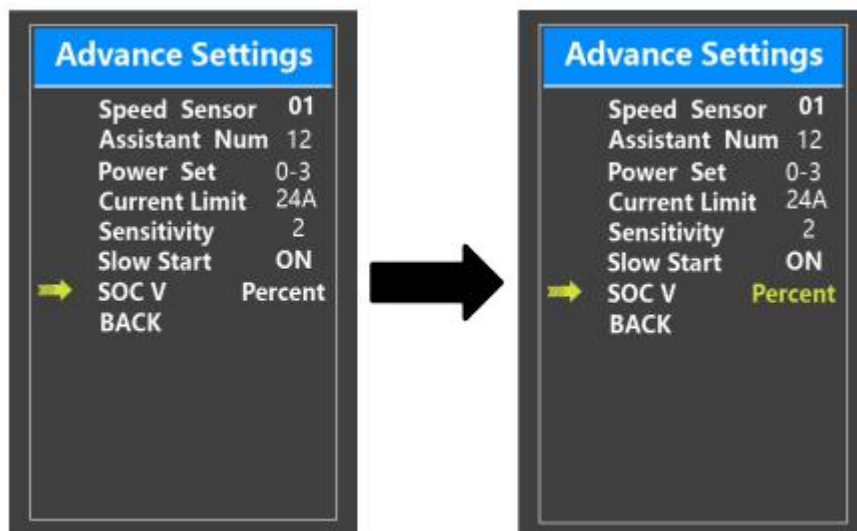 Advance Settings
Speed Sensor 01
Assistant Num 12
Power Set 0-3
Current Limit 24A
Sensitivity 2
Slow Start ON
SOC V Percent
BACK
Advance Settings
Speed Sensor 01
Assistant Num 12
Power Set 0-3
Current Limit 24A
Sensitivity 2
Slow Start ON
SOC V Percent
BACK